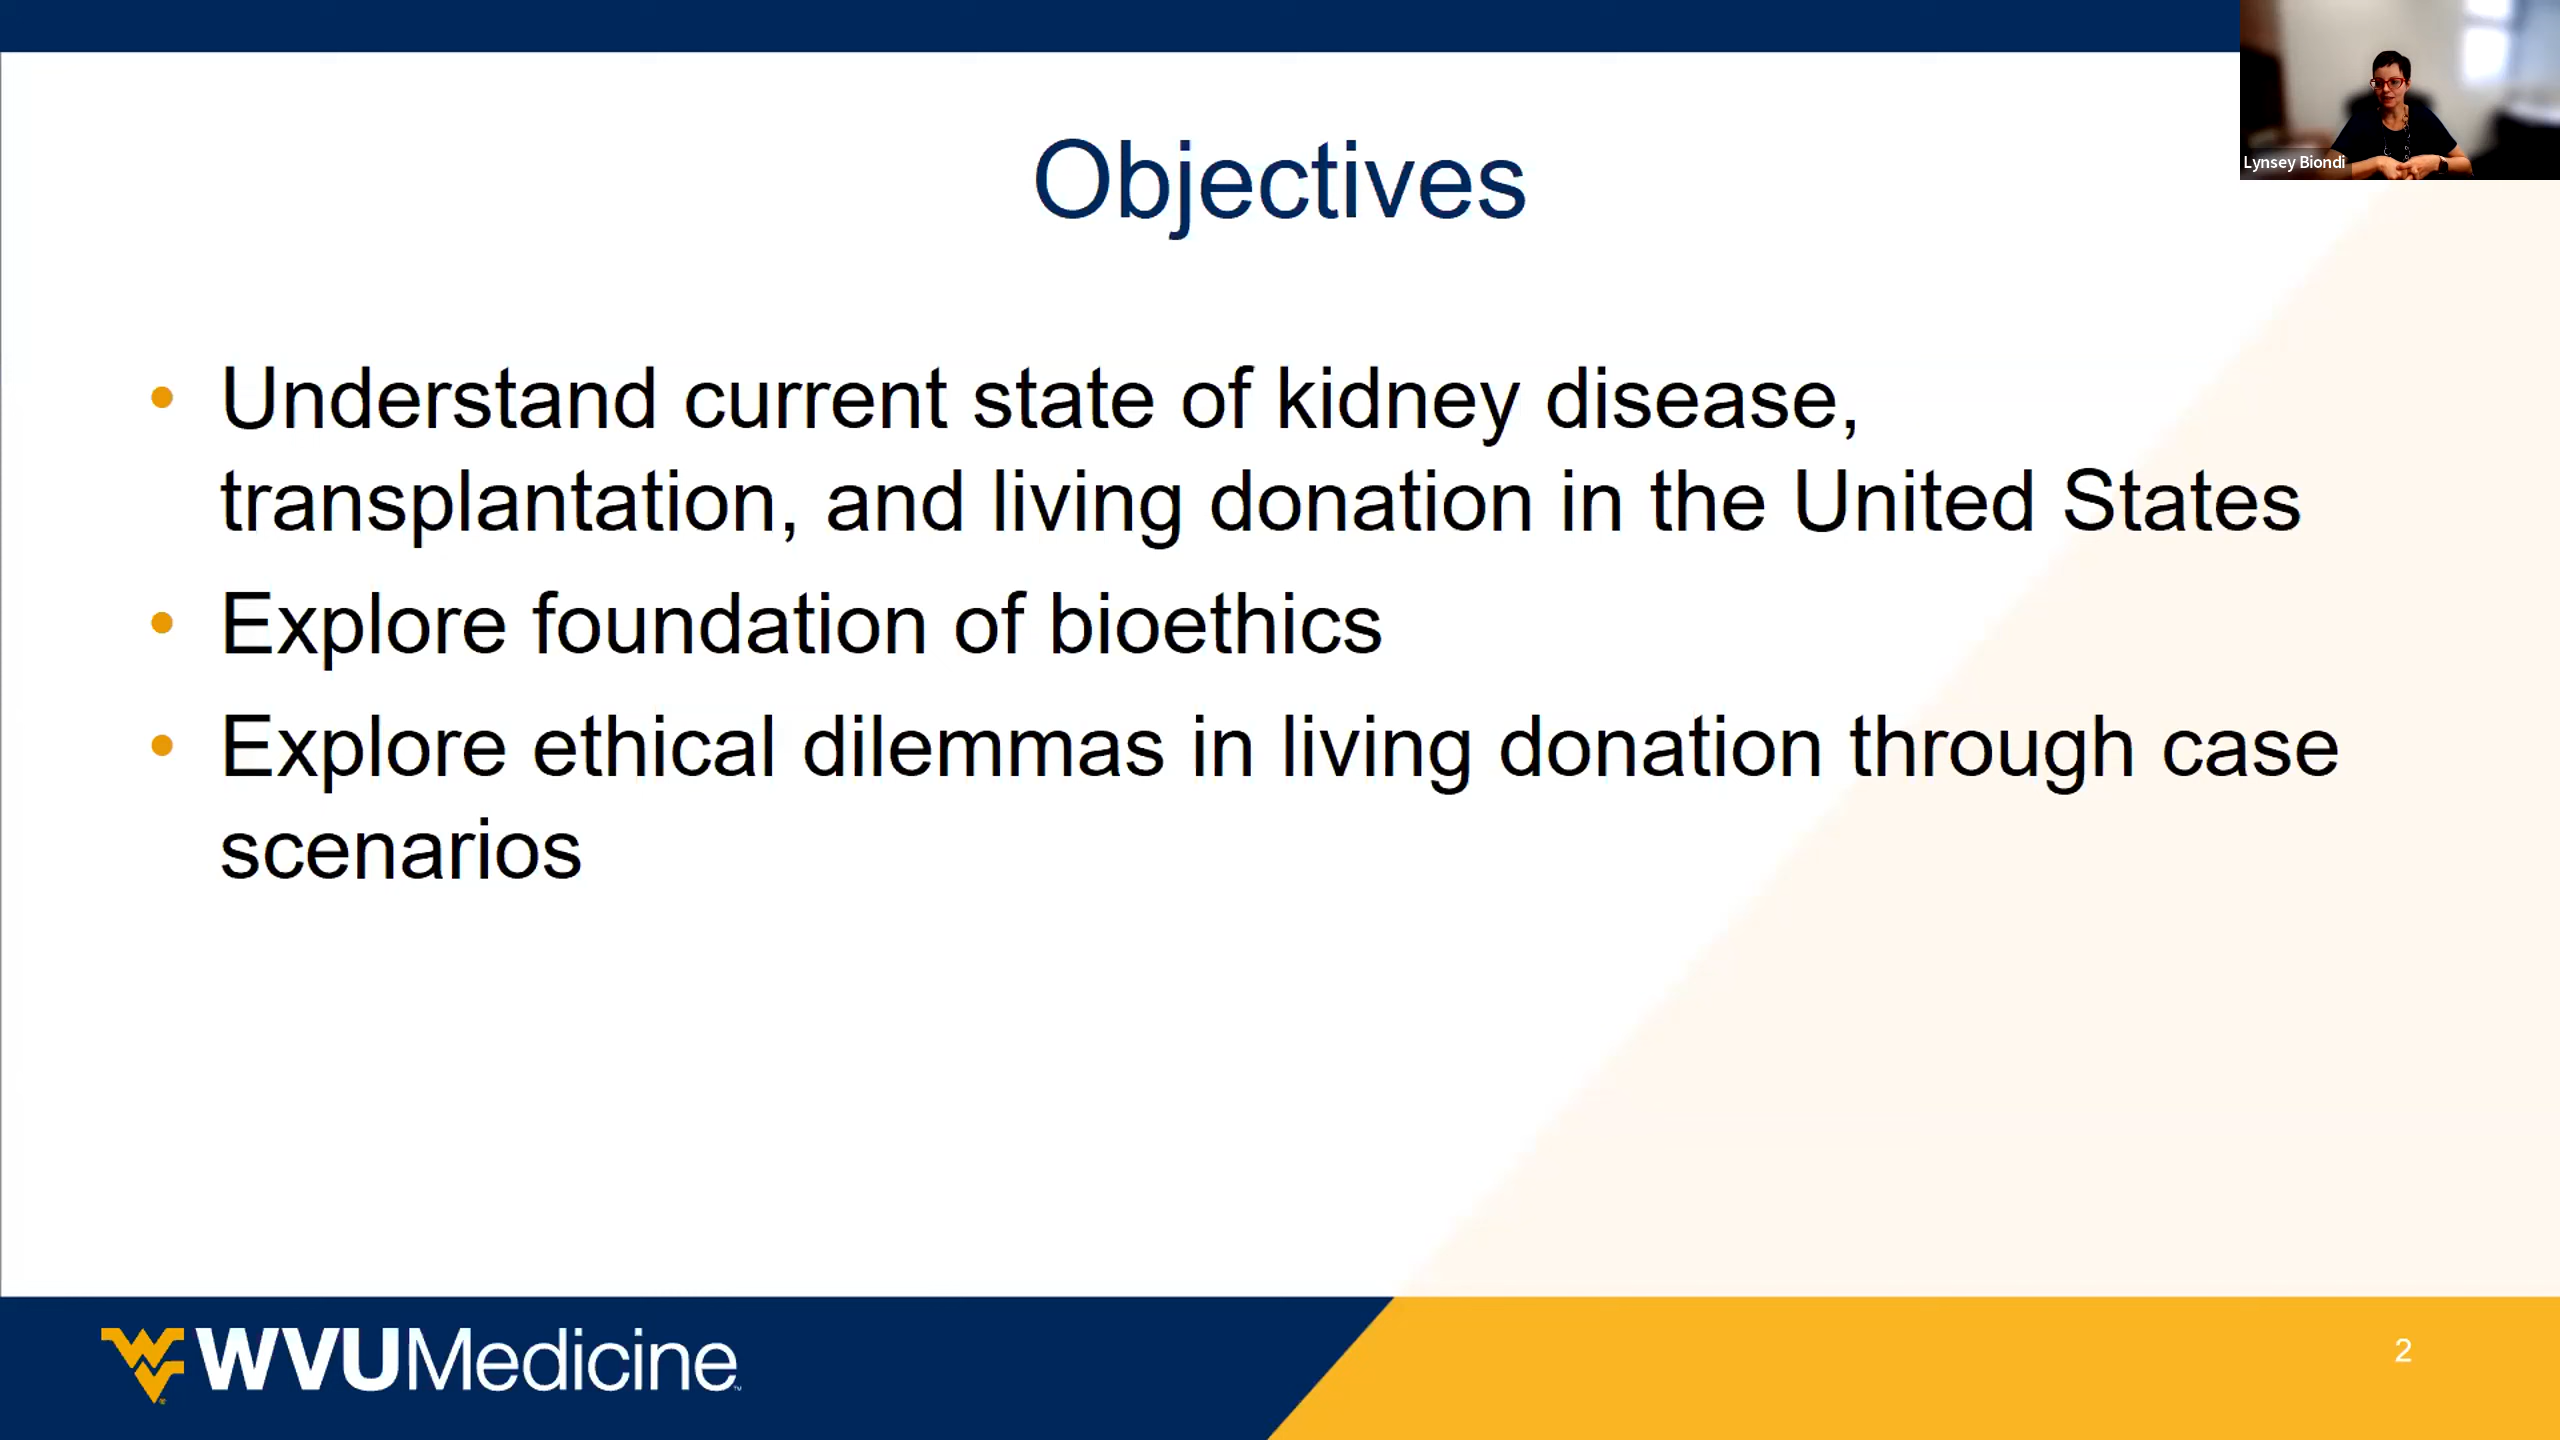 Objectives
Lynsey Biondi
• Understand current state of kidney disease,
transplantation, and living donation in the United States
• Explore foundation of bioethics
• Explore ethical dilemmas in living donation through case
scenarios
WVUMedicine™
2